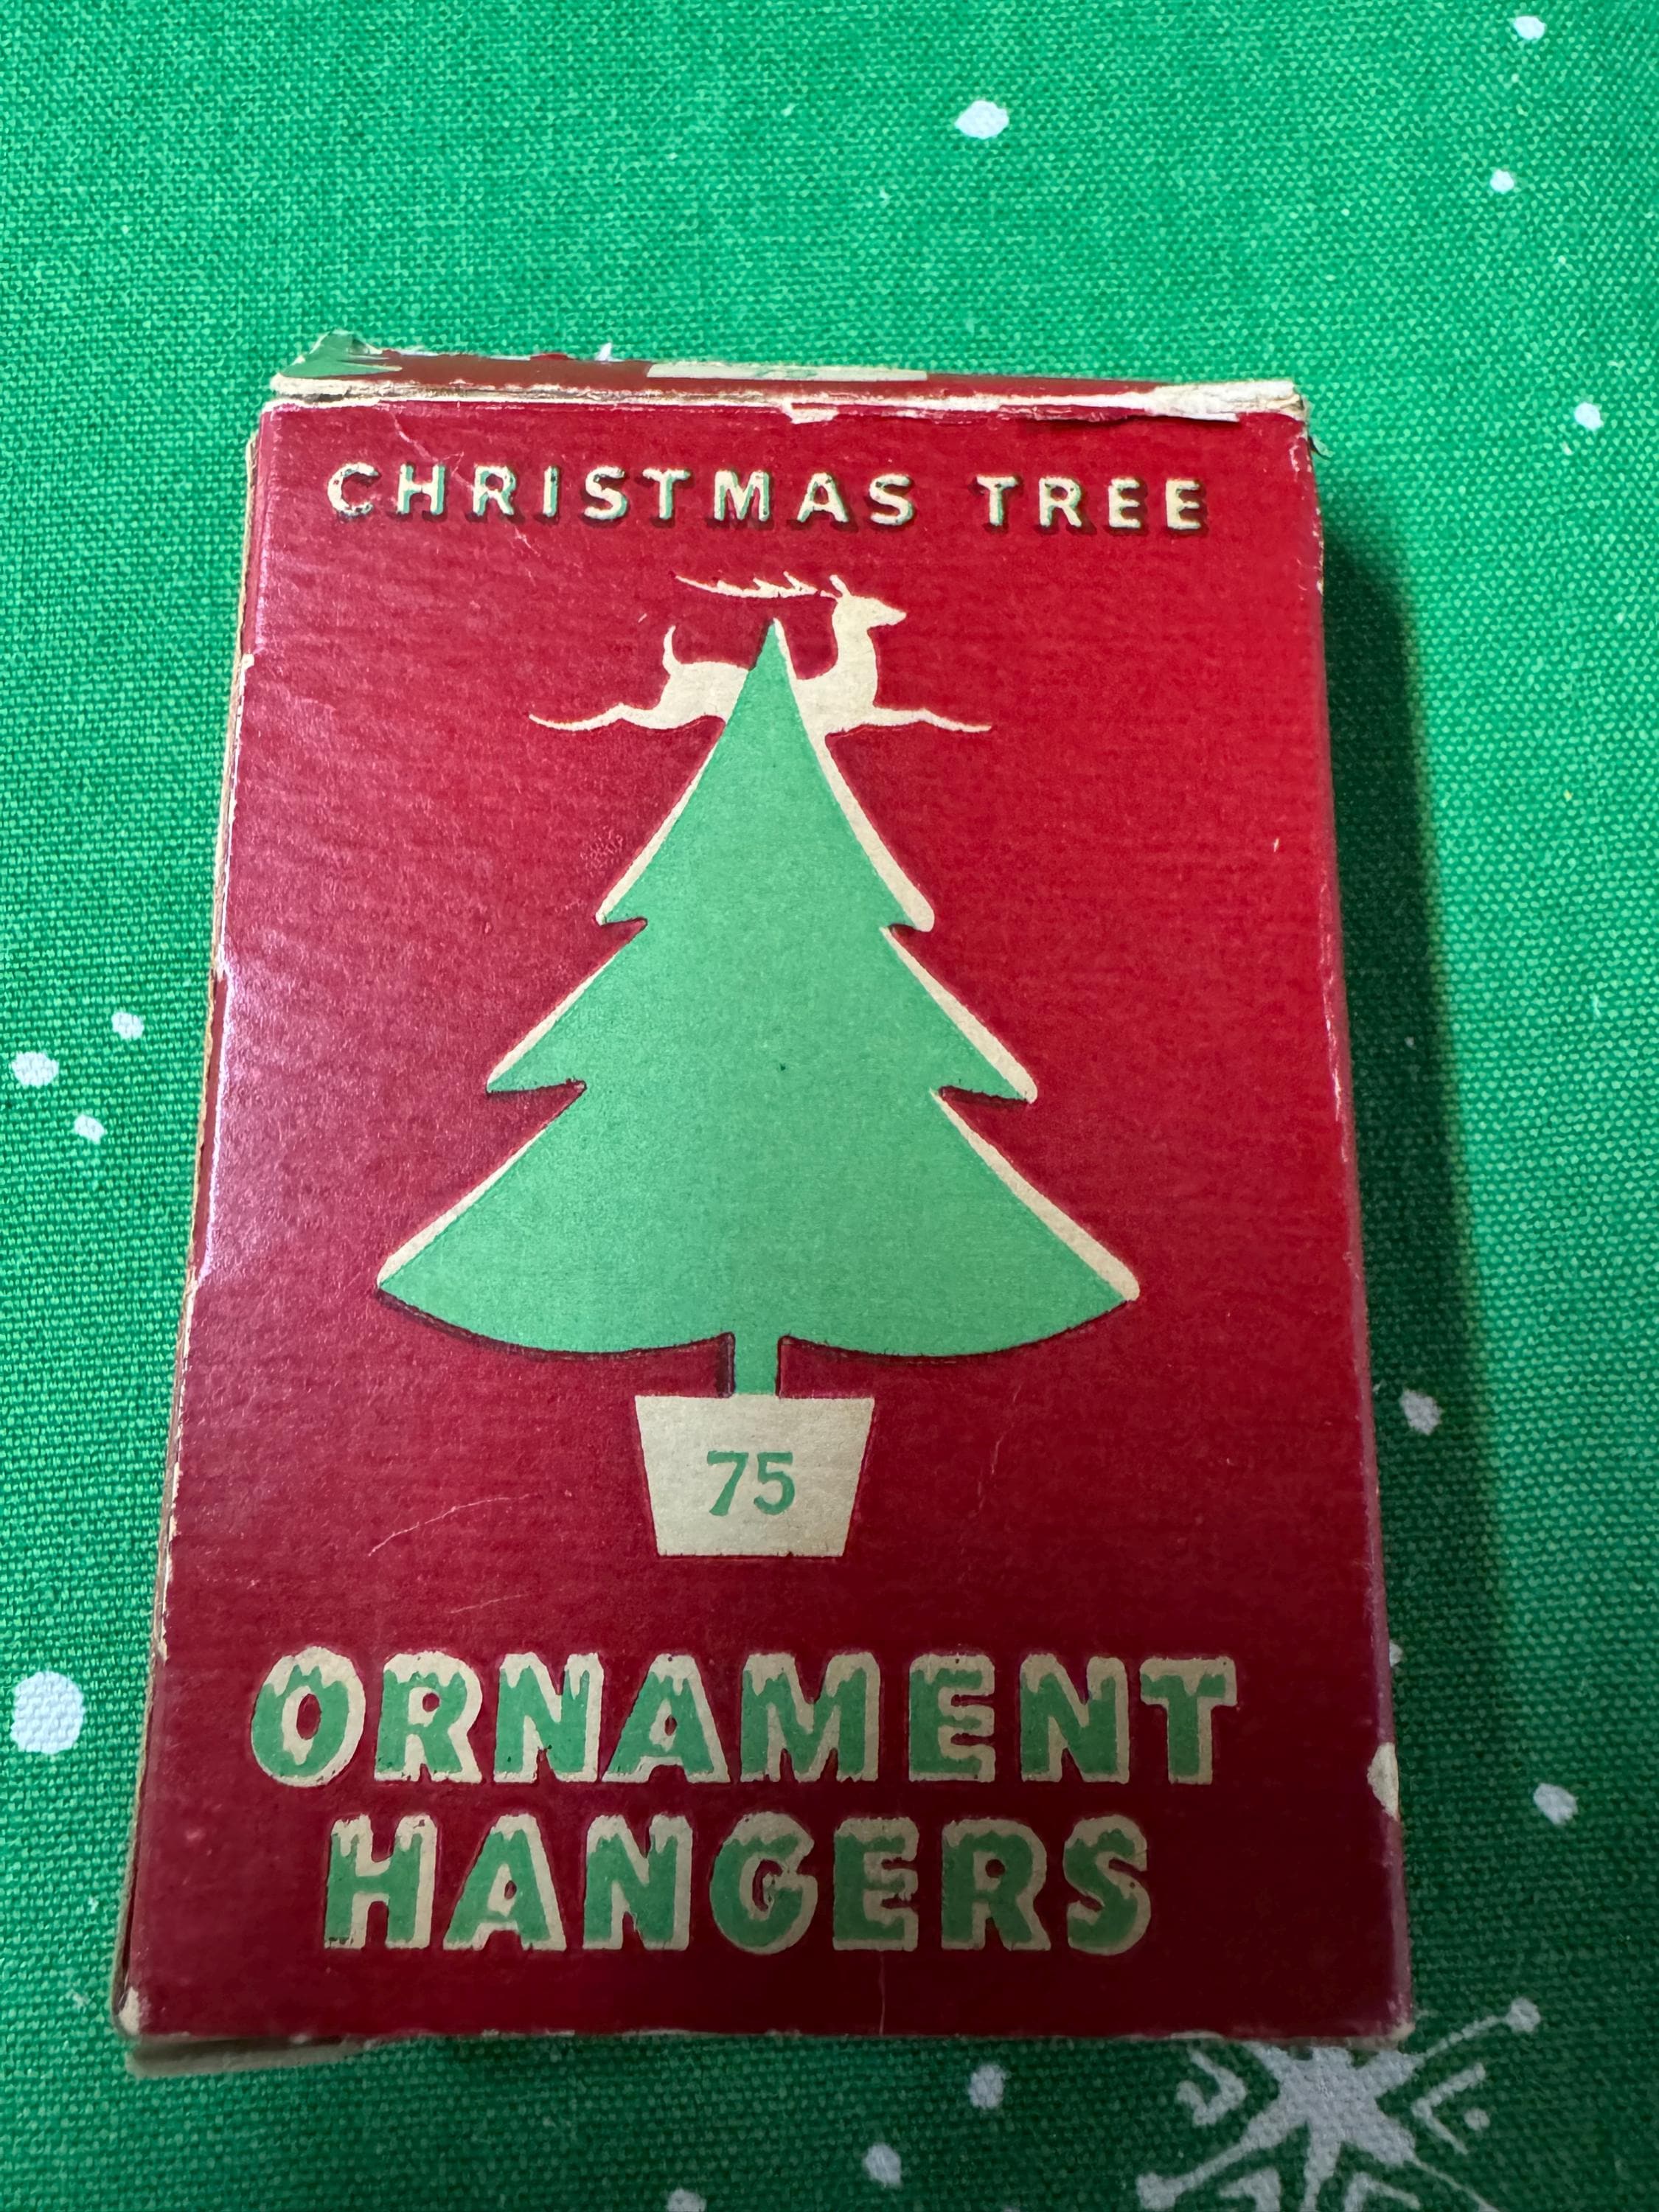 CHRISTMAS TREE
75
ORNAMENT
HANGERS